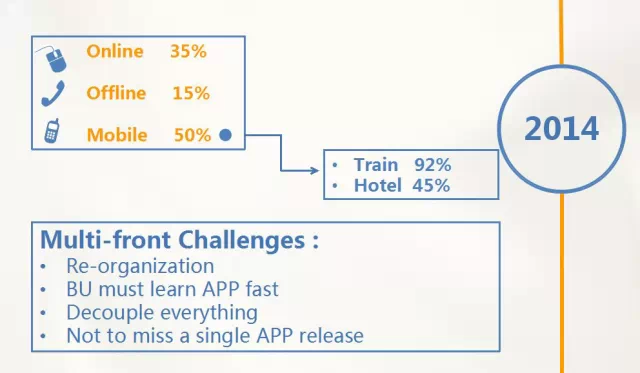 Online 35%
Offline 15%
Mobile 50%
• Train 92%
• Hotel 45%
2014
Multi-front Challenges :
• Re-organization
• BU must learn APP fast
• Decouple everything
• Not to miss a single APP release